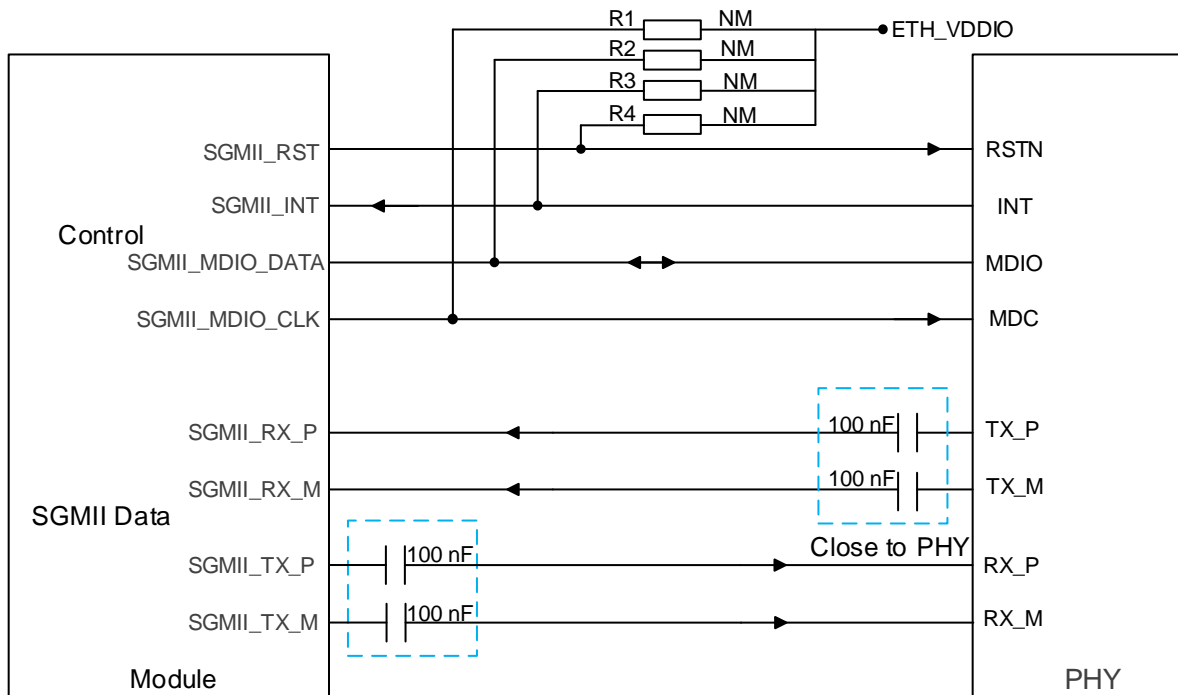 R1 NM
ETH_VDDIO
R2 NM
R3 NM
R4 NM
SGMII_RST RSTN
SGMII_INT INT
Control
SGMII_MDIO_DATA MDIO
SGMII_MDIO_CLK MDC
SGMII_RX_P 100 nF TX_P
SGMII_RX_M 100 nF TX_M
SGMII Data
Close to PHY
SGMII_TX_P 100 nF RX_P
SGMII_TX_M 100 nF RX_M
Module PHY